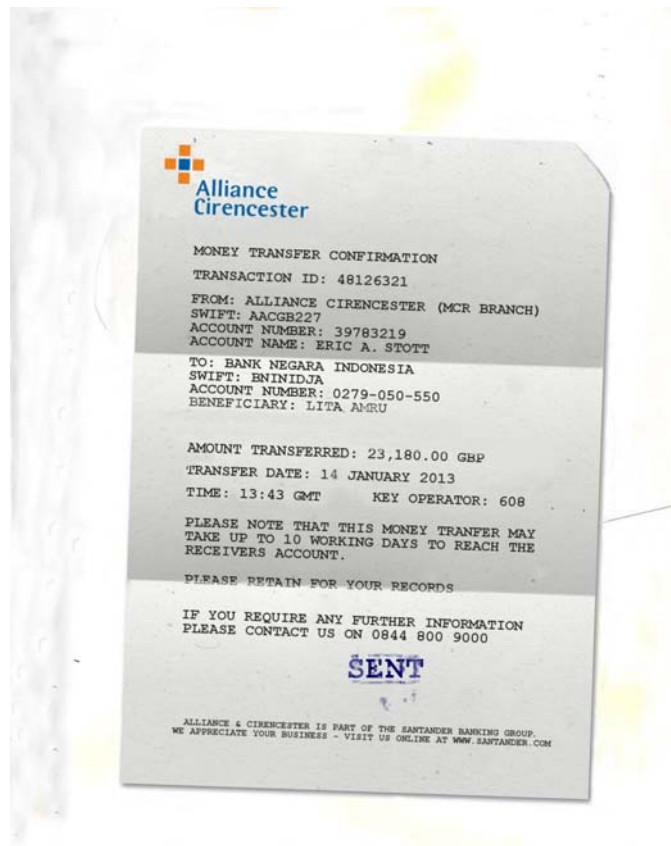 Alliance
Cirencester
MONEY TRANSFER CONFIRMATION
TRANSACTION ID: 48126321
FROM: ALLIANCE CIRENCESTER (MCR BRANCH)
SWIFT: AACGB227
ACCOUNT NUMBER: 39783219
ACCOUNT NAME: ERIC A. STOTT
TO: BANK NEGARA INDONESIA
SWIFT: BNINIDJA
ACCOUNT NUMBER: 0279-050-550
BENEFICIARY: LITA AMRU
AMOUNT TRANSFERRED: 23,180.00 GBP
TRANSFER DATE: 14 JANUARY 2013
TIME: 13:43 GMT KEY OPERATOR: 608
PLEASE NOTE THAT THIS MONEY TRANFER MAY
TAKE UP TO 10 WORKING DAYS TO REACH THE
RECEIVERS ACCOUNT.
PLEASE RETAIN FOR YOUR RECORDS
IF YOU REQUIRE ANY FURTHER INFORMATION
PLEASE CONTACT US ON 0844 800 9000
SENT
ALLIANCE & CIRENCESTER IS PART OF THE SANTANDER BANKING GROUP.
WE APPRECIATE YOUR BUSINESS - VISIT US ONLINE AT WWW.SANTANDER.COM